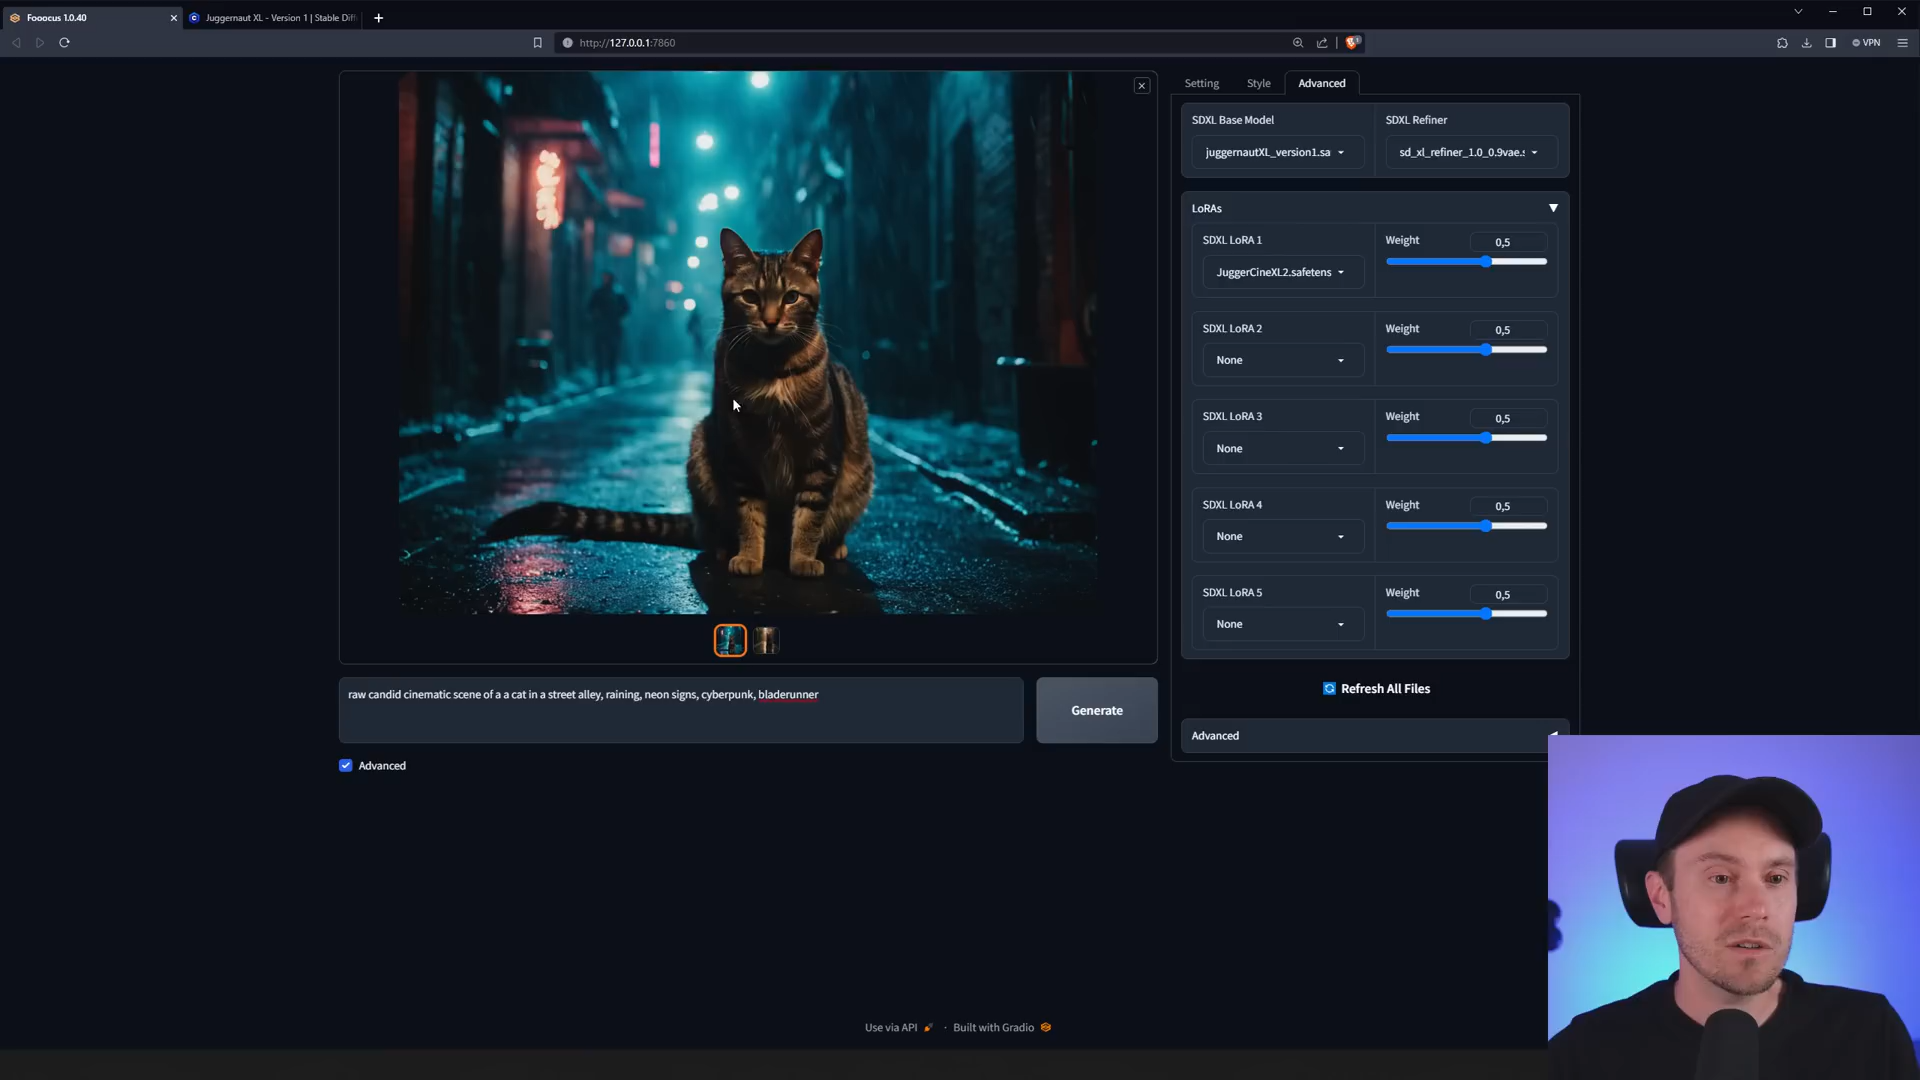 Fooocus 1.0.40
Juggernaut XL - Version 1 | Stable Diff
http://127.0.0.1:7860
VPN
Setting
Style
Advanced
SDXL Base Model
SDXL Refiner
juggernautXL_version1.sa
sd_xl_refiner_1.0_0.9vae.s
LoRAs
SDXL LoRA 1
Weight
0,5
JuggerCineXL2.safetens
SDXL LoRA 2
Weight
0,5
None
SDXL LoRA 3
Weight
0,5
None
SDXL LoRA 4
Weight
0,5
None
SDXL LoRA 5
Weight
0,5
None
Refresh All Files
Advanced
raw candid cinematic scene of a a cat in a street alley, raining, neon signs, cyberpunk, bladerunner
Generate
Advanced
Use via API · Built with Gradio